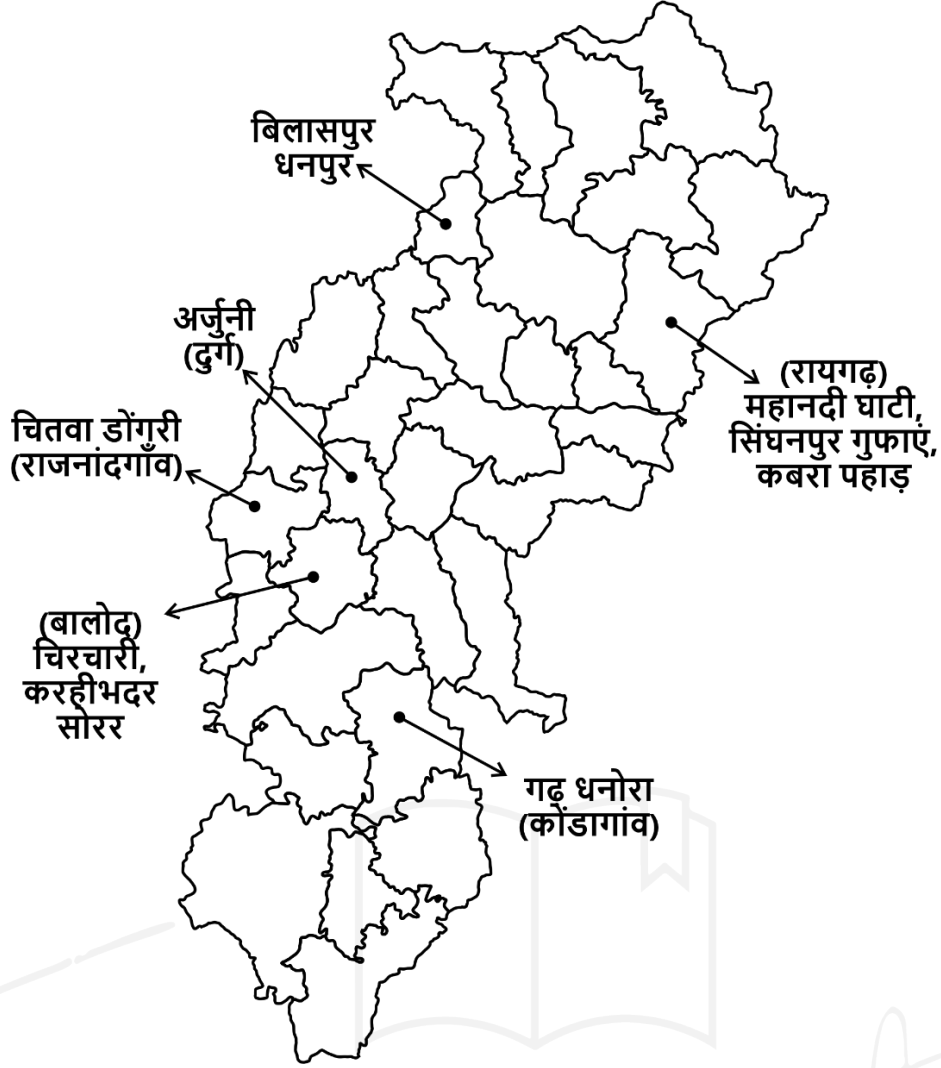 बिलासपुर
धनपुर
अर्जुनी
(दुर्ग)
(रायगढ़)
महानदी घाटी,
सिंघनपुर गुफाएं,
कबरा पहाड़
चितवा डोंगरी
(राजनांदगाँव)
(बालोद)
चिरचारी,
करहीभदर
सोरर
गढ़ धनोरा
(कोंडागांव)